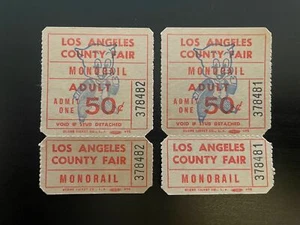 LOS ANGELES
COUNTY FAIR
MONORAIL
ADULT
ADMIT ONE 50¢
VOID IF STUB DETACHED
378482
LOS ANGELES
COUNTY FAIR
MONORAIL
378482
LOS ANGELES
COUNTY FAIR
MONORAIL
ADULT
ADMIT ONE 50¢
VOID IF STUB DETACHED
378481
LOS ANGELES
COUNTY FAIR
MONORAIL
378481